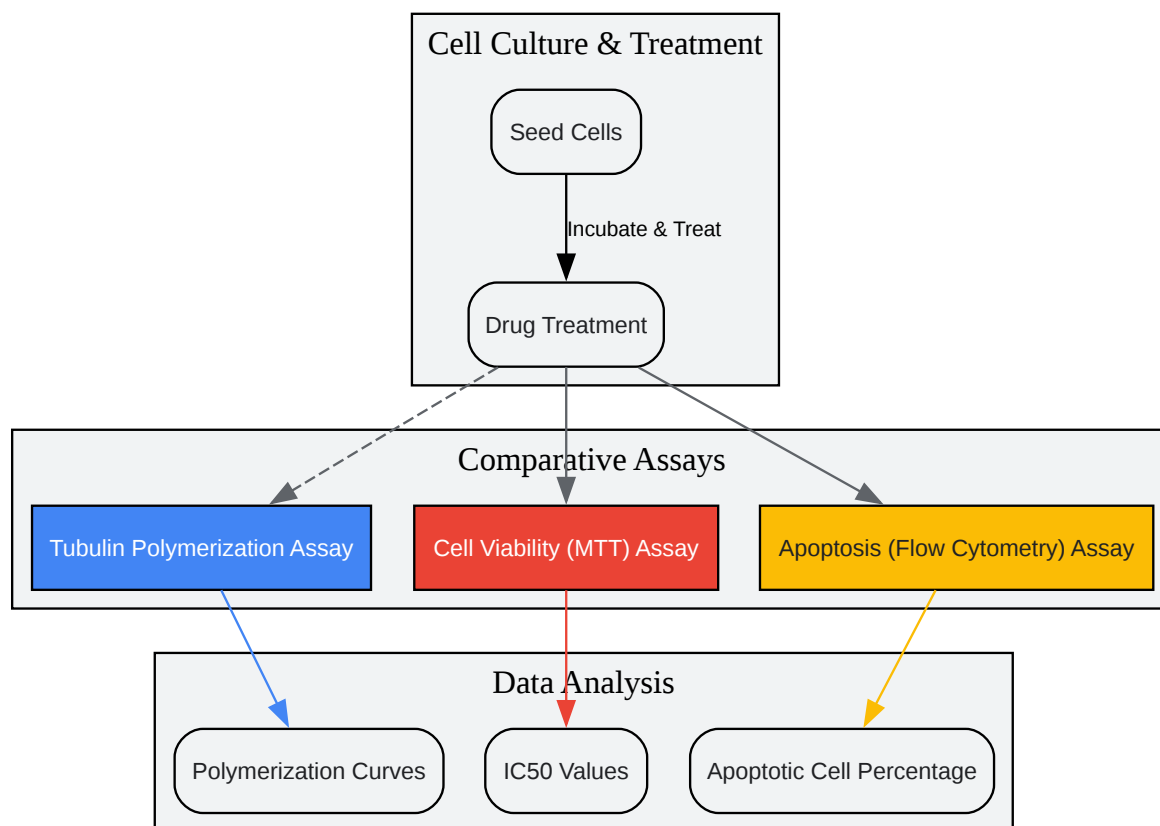 Cell Culture & Treatment
Seed Cells
Incubate & Treat
Drug Treatment
Comparative Assays
Tubulin Polymerization Assay
Cell Viability (MTT) Assay
Apoptosis (Flow Cytometry) Assay
Data Analysis
Polymerization Curves
IC50 Values
Apoptotic Cell Percentage